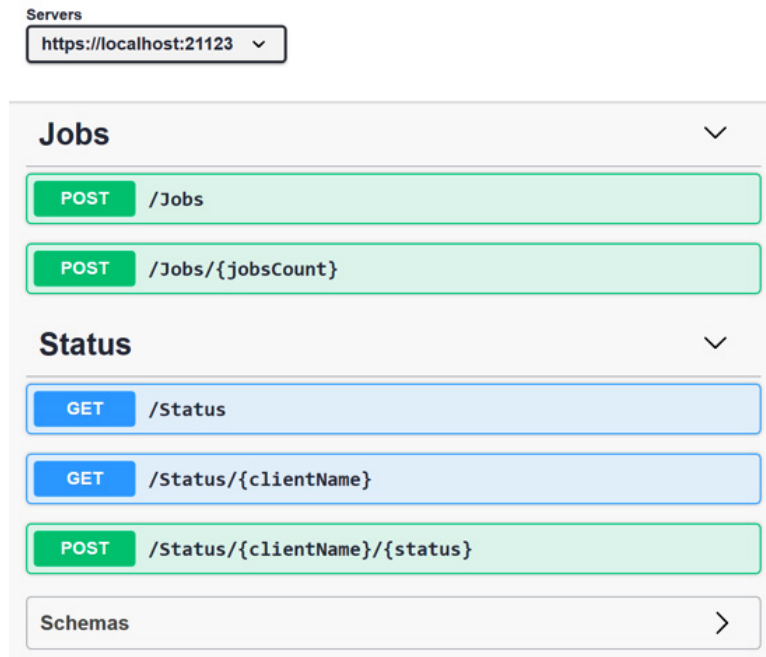 Servers
https://localhost:21123
Jobs
POST /Jobs
POST /Jobs/{jobsCount}
Status
GET /Status
GET /Status/{clientName}
POST /Status/{clientName}/{status}
Schemas